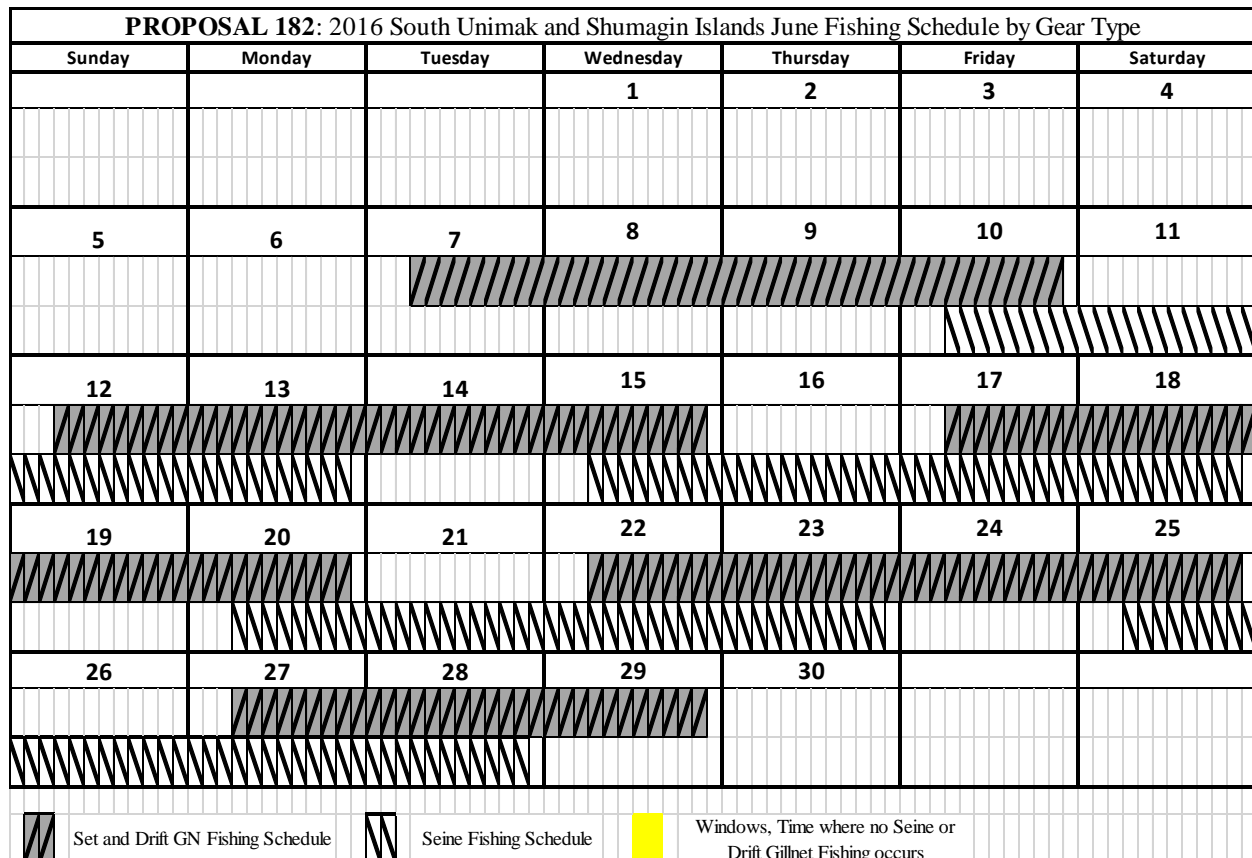 PROPOSAL 182: 2016 South Unimak and Shumagin Islands June Fishing Schedule by Gear Type
Sunday Monday Tuesday Wednesday Thursday Friday Saturday
1 2 3 4
5 6 7 8 9 10 11
12 13 14 15 16 17 18
19 20 21 22 23 24 25
26 27 28 29 30
Set and Drift GN Fishing Schedule
Seine Fishing Schedule
Windows, Time where no Seine or
Drift Gillnet Fishing occurs